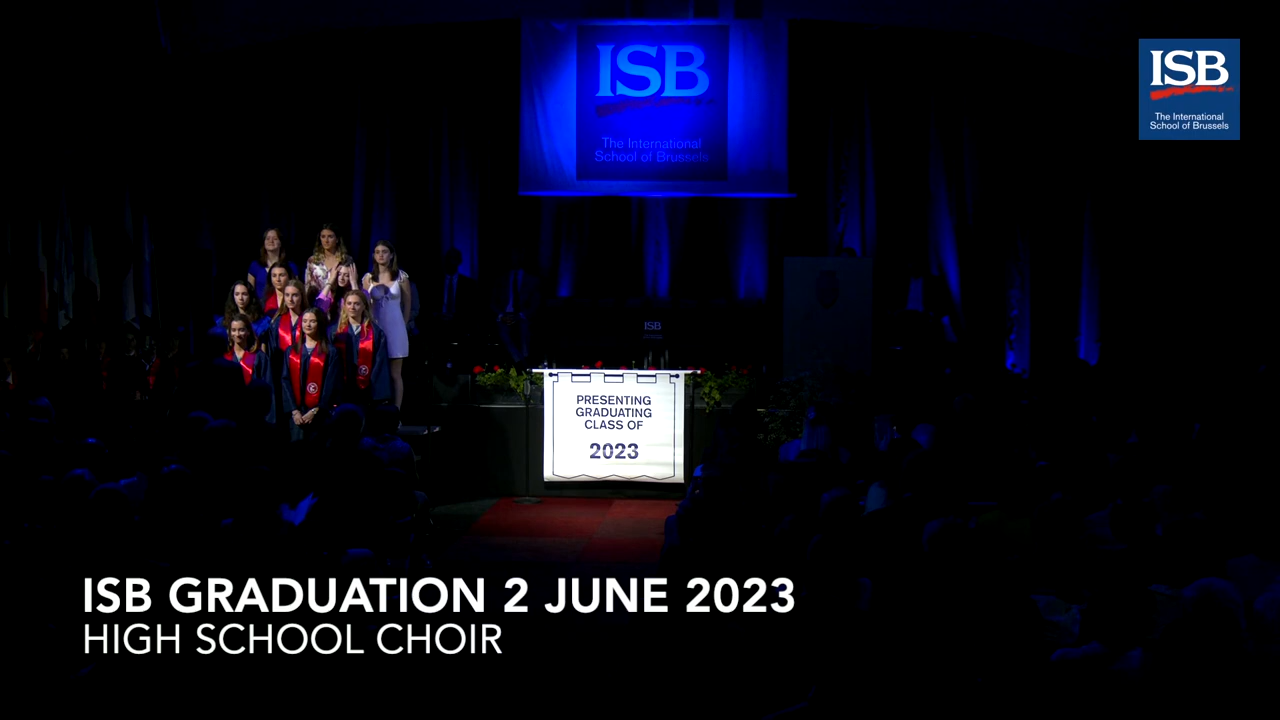 ISB
The International
School of Brussels
ISB
The International
School of Brussels
ISB
PRESENTING
GRADUATING
CLASS OF
2023
ISB GRADUATION 2 JUNE 2023
HIGH SCHOOL CHOIR